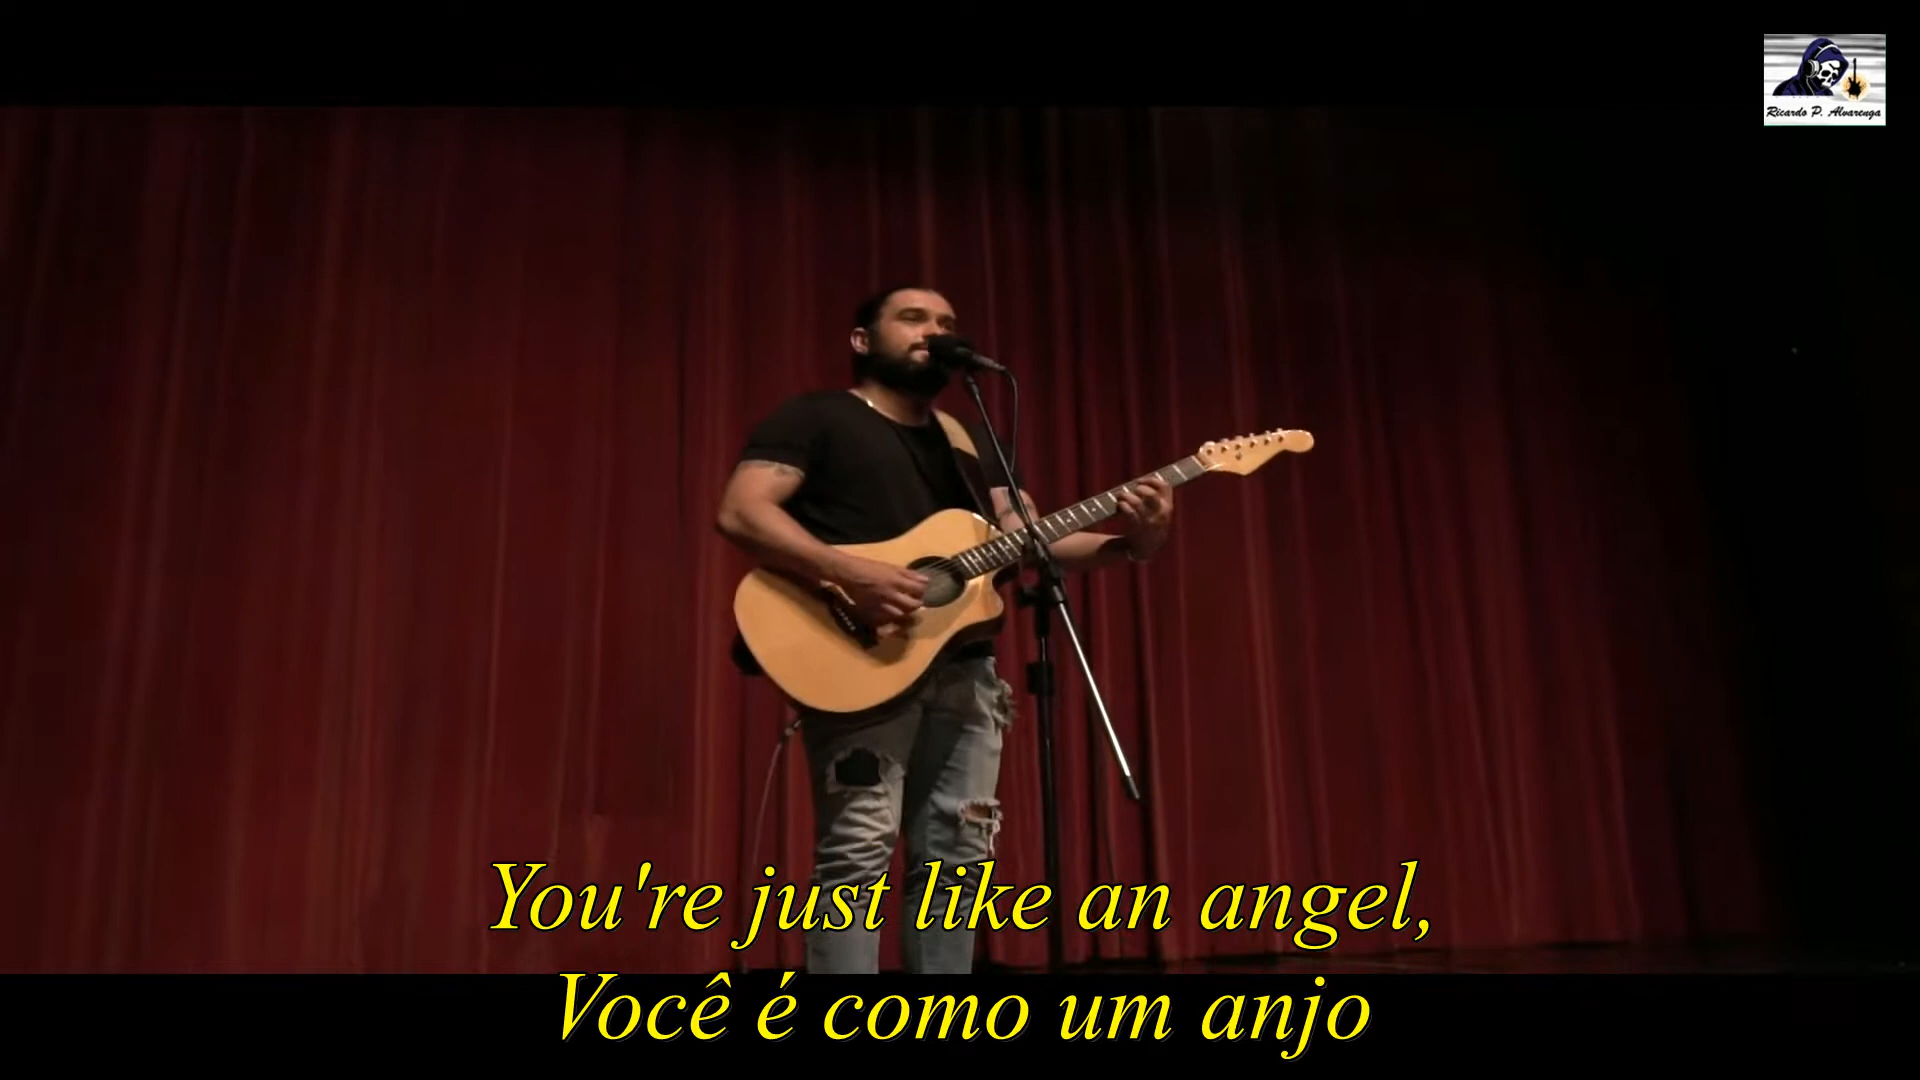 Ricardo P. Alvarenga
You're just like an angel,
Você é como um anjo